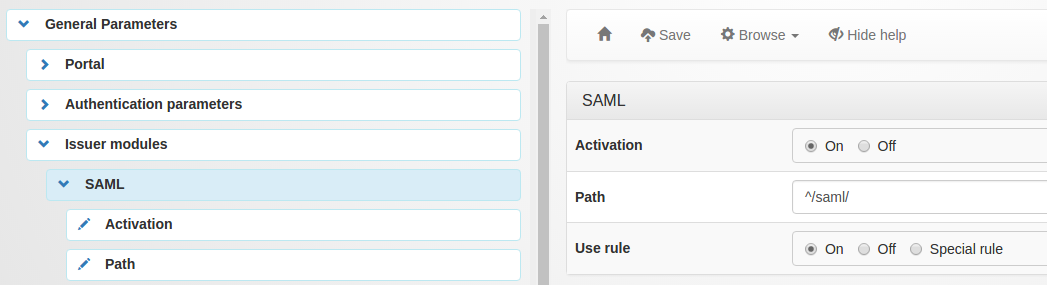 General Parameters
Portal
Authentication parameters
Issuer modules
SAML
Activation
Path
Save Browse Hide help
SAML
Activation On Off
Path ^/saml/
Use rule On Off Special rule